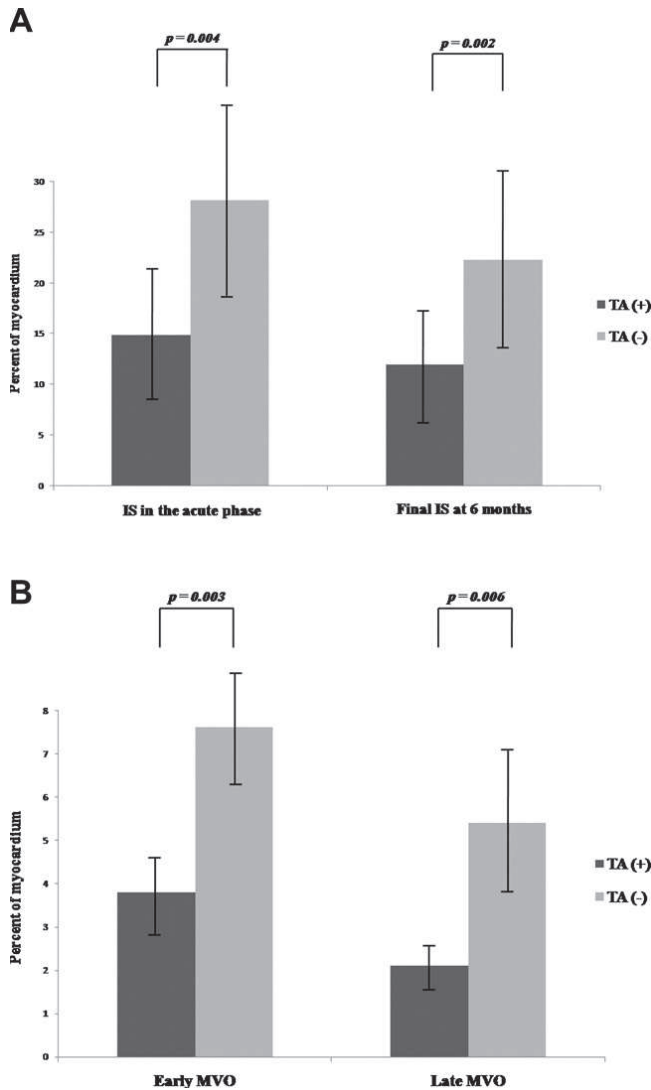 A
p = 0.004
p = 0.002
30
25
20
15
10
5
0
Percent of myocardium
TA (+)
TA (-)
IS in the acute phase
Final IS at 6 months
B
p = 0.003
p = 0.006
8
7
6
5
4
3
2
1
0
Percent of myocardium
TA (+)
TA (-)
Early MVO
Late MVO